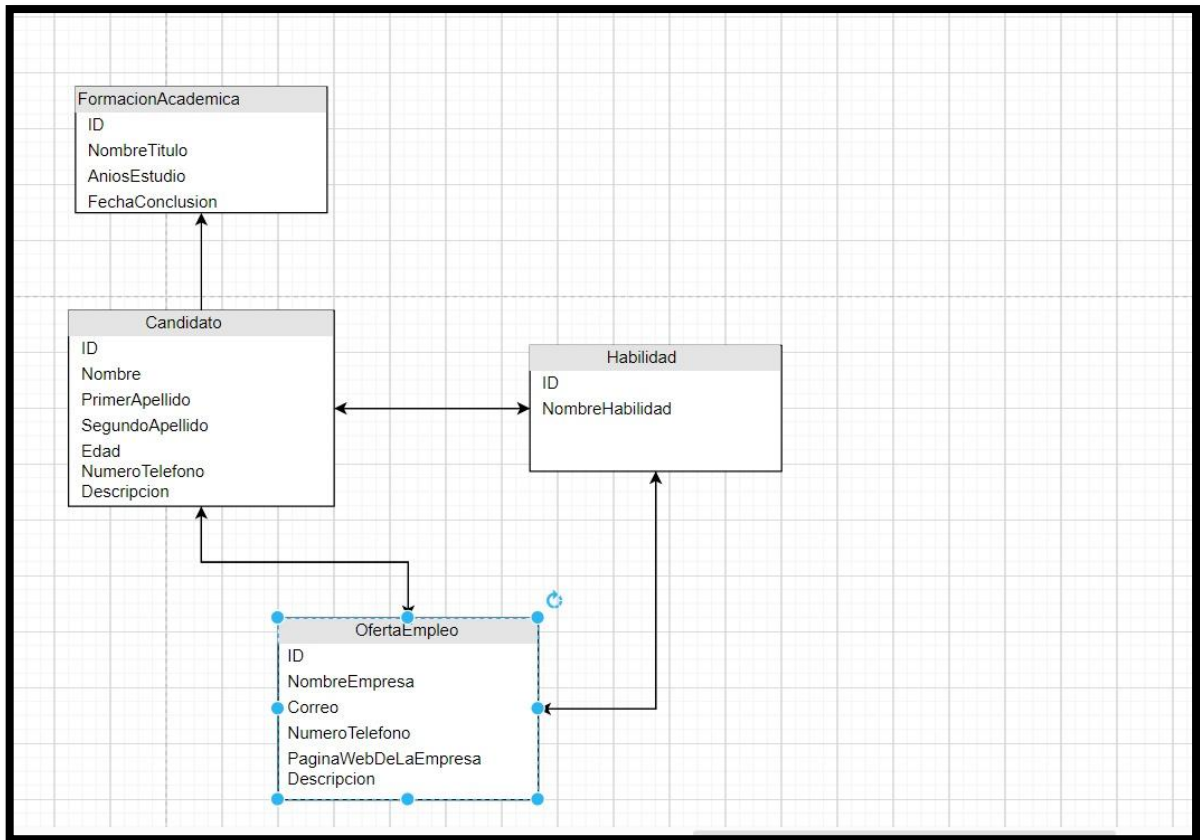 FormacionAcademica
ID
NombreTitulo
AniosEstudio
FechaConclusion
Candidato
ID
Nombre
PrimerApellido
SegundoApellido
Edad
NumeroTelefono
Descripcion
Habilidad
ID
NombreHabilidad
OfertaEmpleo
ID
NombreEmpresa
Correo
NumeroTelefono
PaginaWebDeLaEmpresa
Descripcion